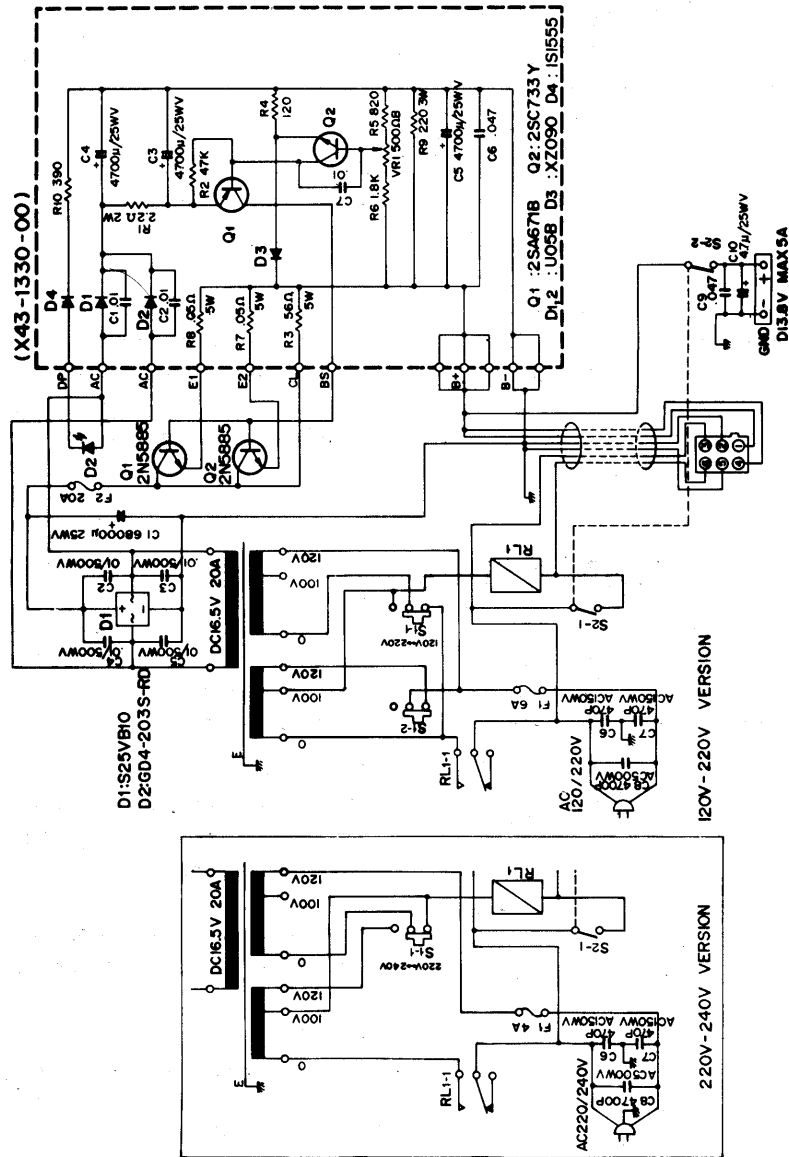 (X43-1330-00)
R10 390
C4
4700μ/25WV
C3
4700μ/25WV
R4
120
Q2
R5 820
VR1 500ΩB
R6 1.8K
R9 220 3W
C5 4700μ/25WV
C6 .047
R2 47K
.01
C7
2.2Ω 2W
R1
Q1
D3
D4
D1
C1 .01
D2
C2 .01
R8 .05Ω
5W
R7 .05Ω
5W
R3 56Ω
5W
Q1 :2SA671B Q2: 2SC733Y
D1,2 : U05B D3 :XZ090 D4 : 1S1555
DP
AC
AC
E1
E2
CL
BS
B+
B-
D2
Q1
2N5885
Q2
2N5885
F2 20A
C1 68000μ 25WV
S2-2
C10
47μ/25WV
C9
.047
GND
- +
D13.8V MAX5A
3 2 1
6 5 4
.01/500WV
C2
.01/500WV
C3
D1
+
-
~
~
C4
.01/500WV
C5
.01/500WV
DC16.5V 20A
120V
100V
0
120V
100V
0
E
D1:S25VB10
D2:GD4-203S-RD
RL1
S1-1
120V↔220V
S1-2
S2-1
RL1-1
F1 6A
AC150WV
470P
C6
AC150WV
470P
C7
AC500WV
C8 4700P
AC
120/220V
120V-220V VERSION
DC16.5V 20A
120V
100V
0
120V
100V
0
E
RL1
S1-1
220V↔240V
S2-1
RL1-1
F1 4A
AC150WV
470P
C6
AC150WV
470P
C7
AC500WV
C8 4700P
AC220/240V
220V-240V VERSION